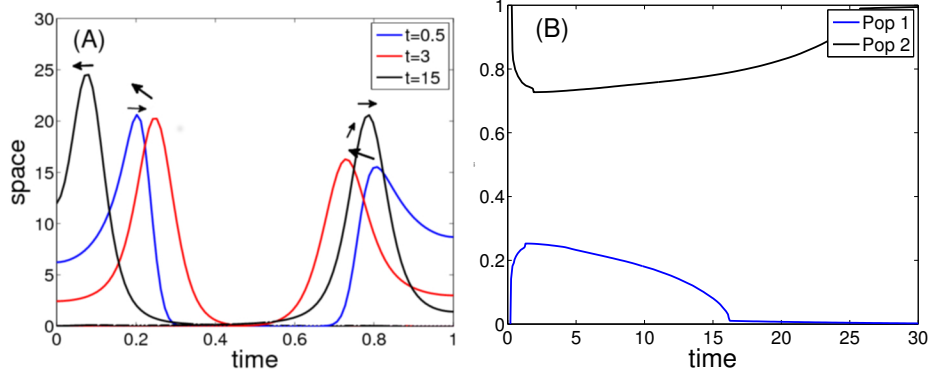 (A)
t=0.5
t=3
t=15
30
25
20
15
10
5
0
space
0 0.2 0.4 0.6 0.8 1
time
(B)
Pop 1
Pop 2
1
0.8
0.6
0.4
0.2
0
0 5 10 15 20 25 30
time